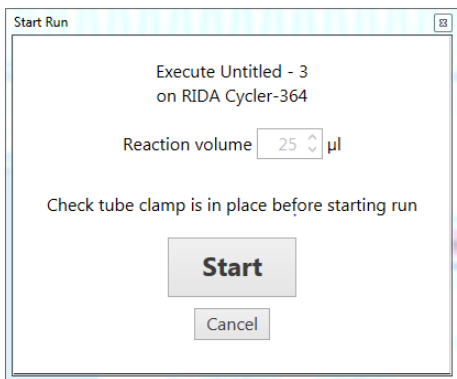 Start Run
Execute Untitled - 3
on RIDA Cycler-364
Reaction volume 25 µl
Check tube clamp is in place before starting run
Start
Cancel